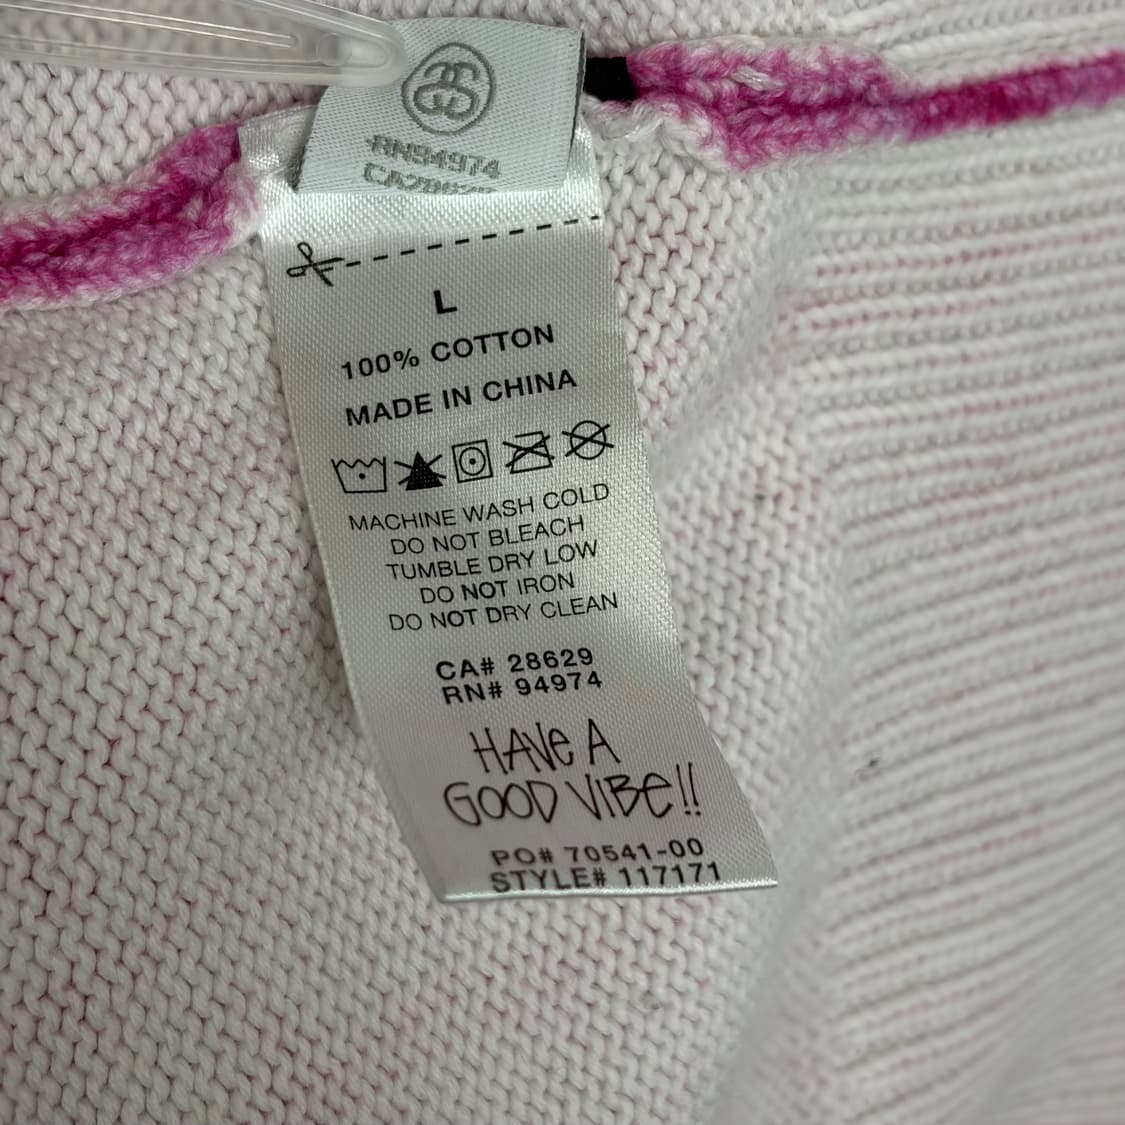 RN94974
L
100% COTTON
MADE IN CHINA
MACHINE WASH COLD
DO NOT BLEACH
TUMBLE DRY LOW
DO NOT IRON
DO NOT DRY CLEAN
CA# 28629
RN# 94974
HAVE A
GOOD VIBE!!
PO# 70541-00
STYLE# 117171